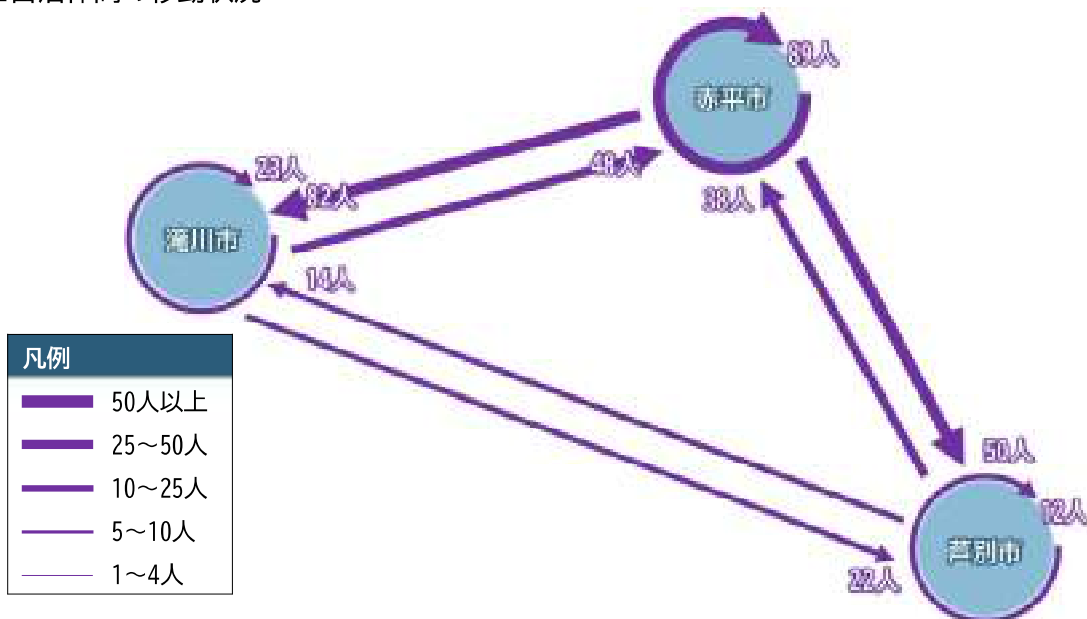 89人
赤平市
48人
38人
23人
82人
滝川市
14人
凡例
50人以上
25～50人
10～25人
5～10人
1～4人
50人
12人
芦別市
22人